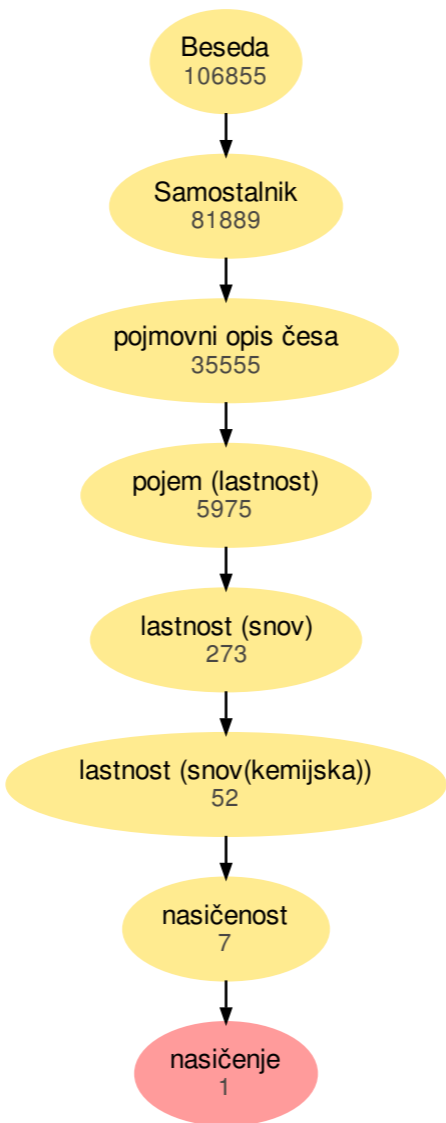 Beseda
106855
Samostalnik
81889
pojmovni opis česa
35555
pojem (lastnost)
5975
lastnost (snov)
273
lastnost (snov(kemijska))
52
nasičenost
7
nasičenje
1